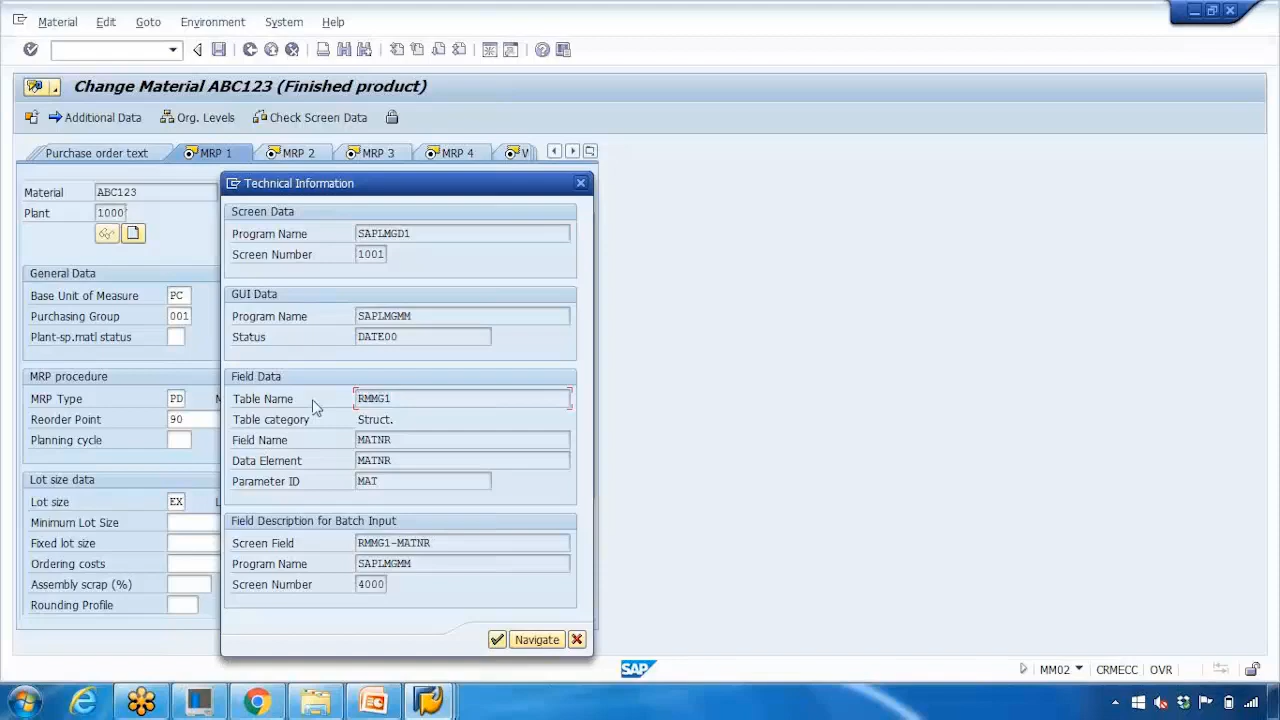 Material Edit Goto Environment System Help
Change Material ABC123 (Finished product)
Additional Data Org. Levels Check Screen Data
Purchase order text MRP 1 MRP 2 MRP 3 MRP 4 V
Material ABC123
Plant 1000
General Data
Base Unit of Measure PC
Purchasing Group 001
Plant-sp.matl status
MRP procedure
MRP Type PD M
Reorder Point 90
Planning cycle
Lot size data
Lot size EX L
Minimum Lot Size
Fixed lot size
Ordering costs
Assembly scrap (%)
Rounding Profile
Technical Information
Screen Data
Program Name SAPLMGD1
Screen Number 1001
GUI Data
Program Name SAPLMGMM
Status DATE00
Field Data
Table Name RMMG1
Table category Struct.
Field Name MATNR
Data Element MATNR
Parameter ID MAT
Field Description for Batch Input
Screen Field RMMG1-MATNR
Program Name SAPLMGMM
Screen Number 4000
Navigate
SAP
MM02 CRMECC OVR